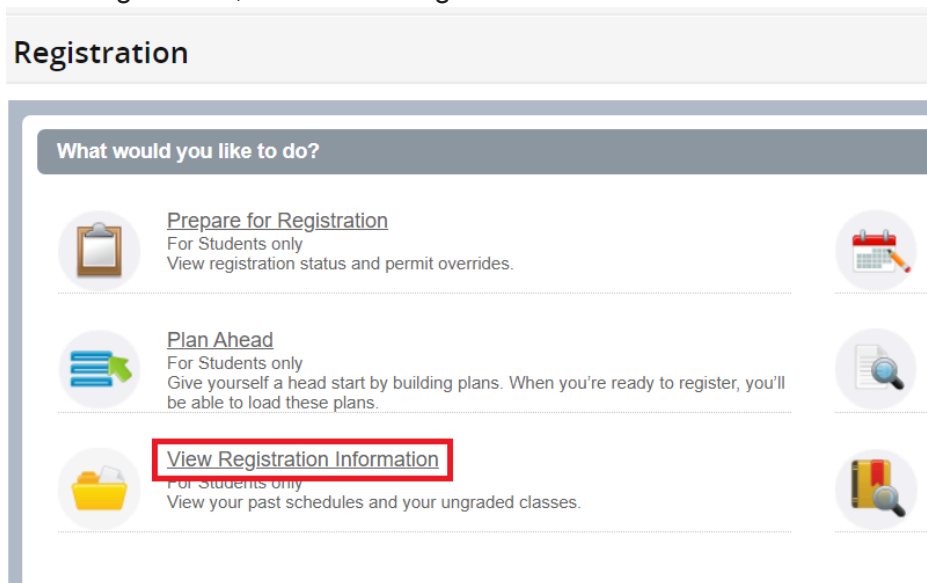 Registration
What would you like to do?
Prepare for Registration
For Students only
View registration status and permit overrides.
Plan Ahead
For Students only
Give yourself a head start by building plans. When you're ready to register, you'll
be able to load these plans.
View Registration Information
For Students only
View your past schedules and your ungraded classes.